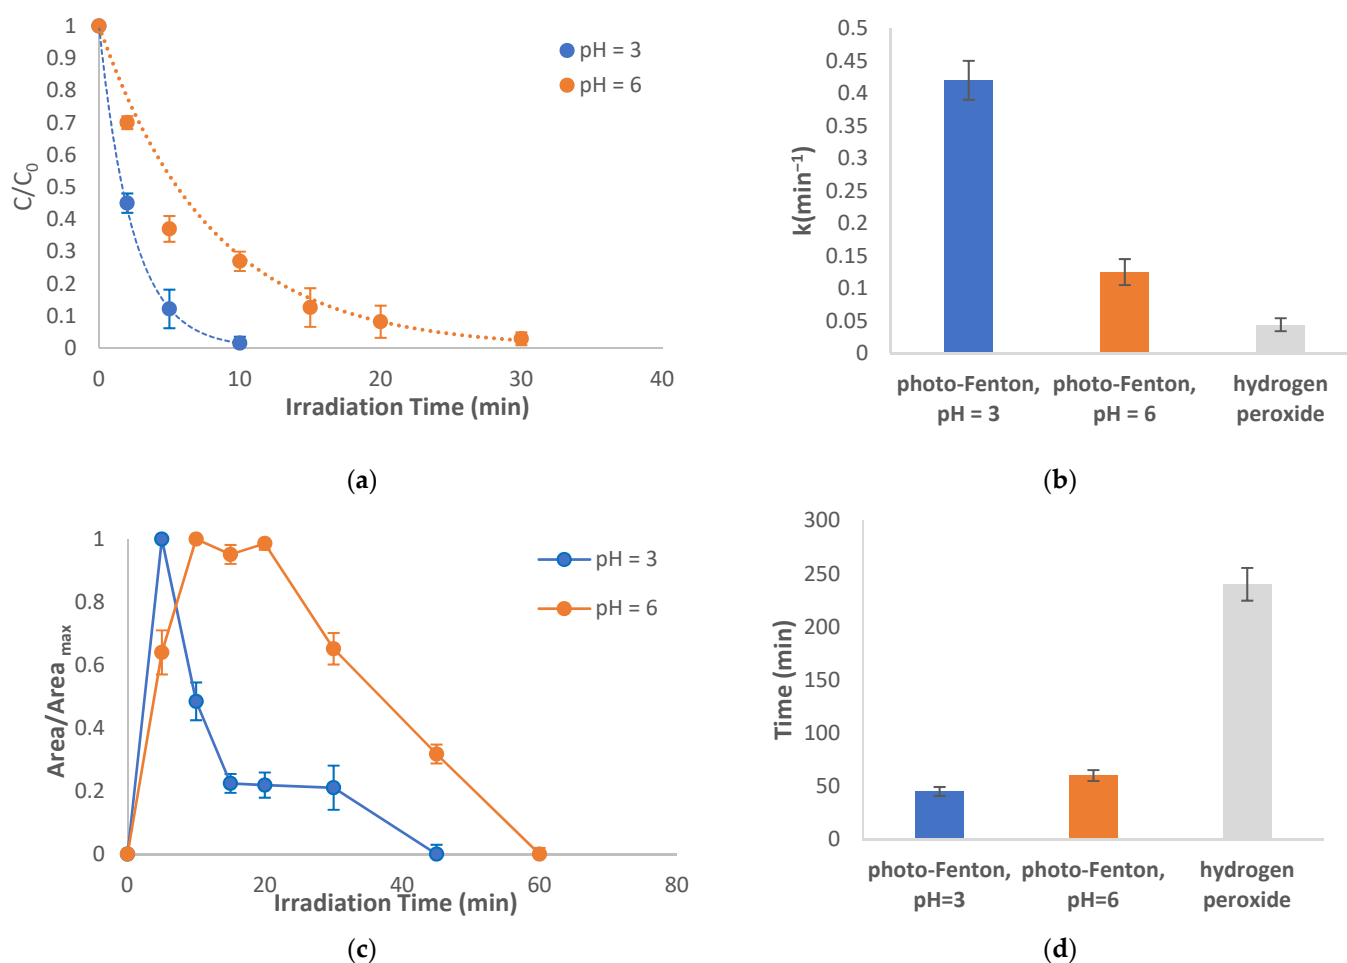 1
0.9
0.8
0.7
0.6
0.5
0.4
0.3
0.2
0.1
0
C/C0
0 10 20 30 40
Irradiation Time (min)
pH = 3
pH = 6
(a)
0.5
0.45
0.4
0.35
0.3
0.25
0.2
0.15
0.1
0.05
0
k(min⁻¹)
photo-Fenton, photo-Fenton, hydrogen
pH = 3 pH = 6 peroxide
(b)
1
0.8
0.6
0.4
0.2
0
Area/Area max
0 20 40 60 80
Irradiation Time (min)
pH = 3
pH = 6
(c)
300
250
200
150
100
50
0
Time (min)
photo-Fenton, photo-Fenton, hydrogen
pH=3 pH=6 peroxide
(d)